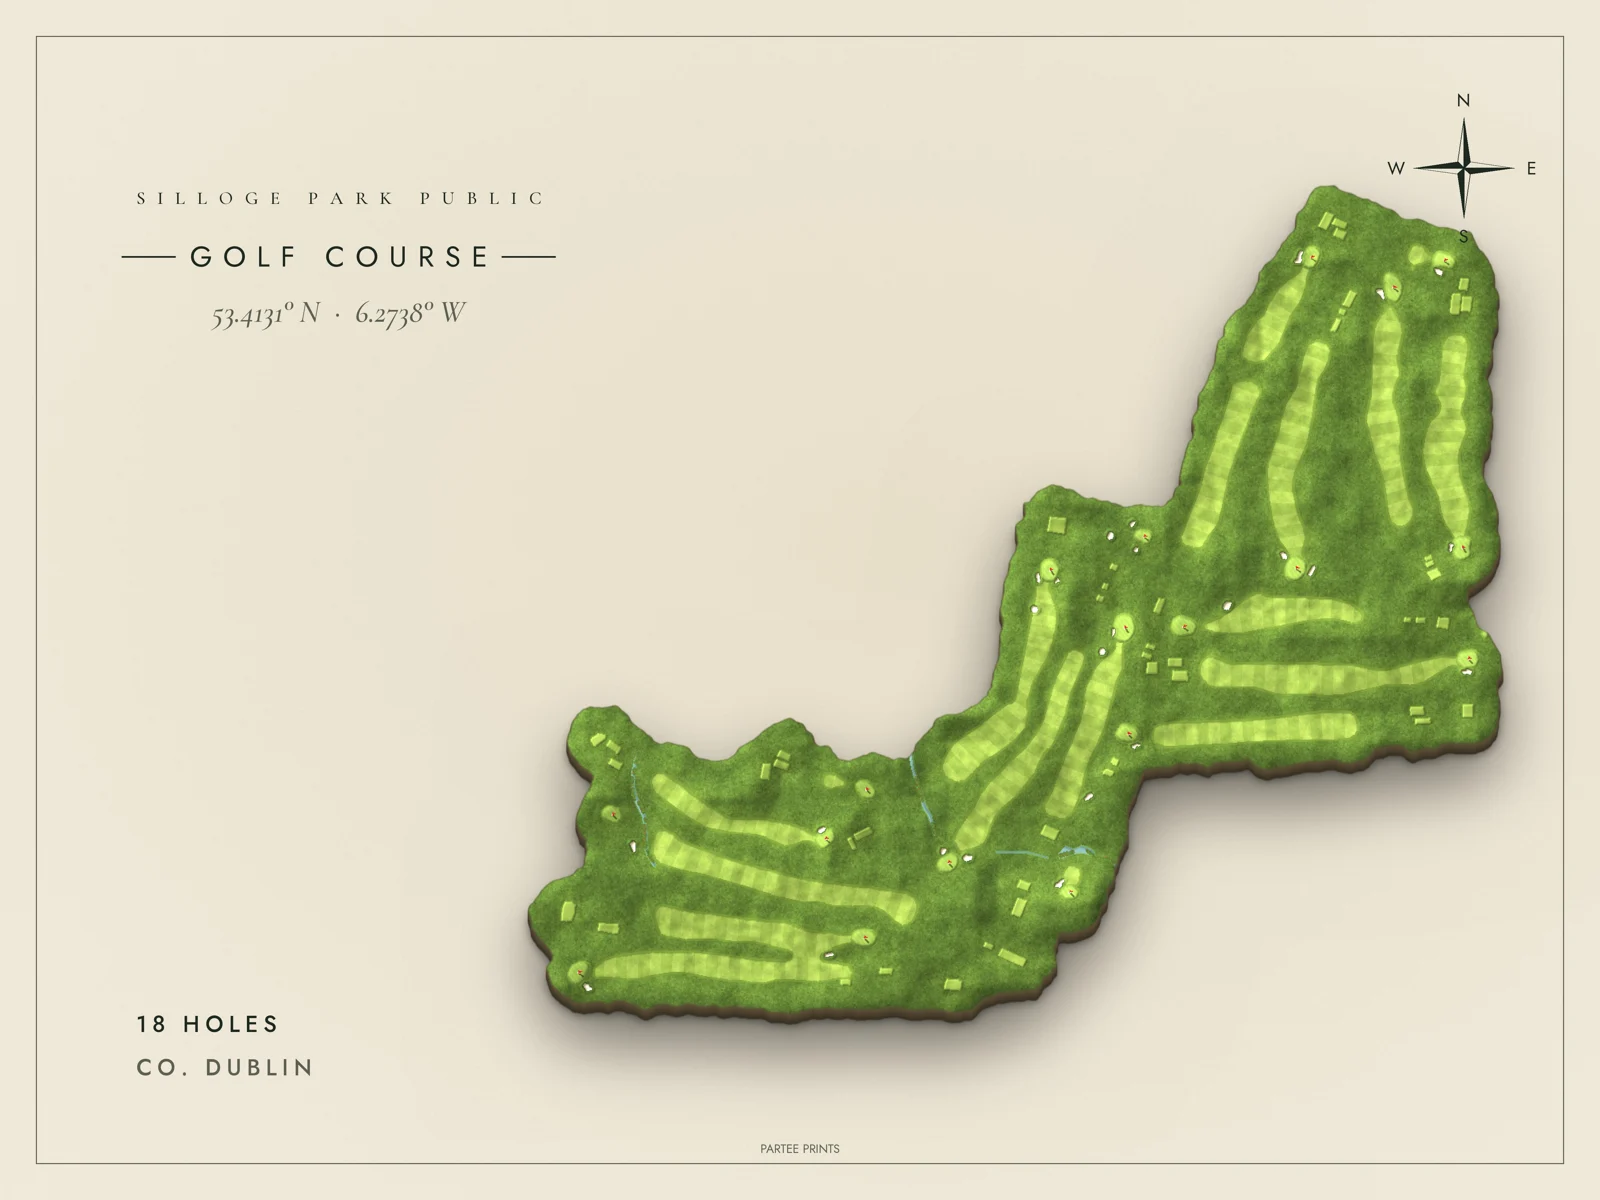 N
W E
S
SILLOGE PARK PUBLIC
GOLF COURSE
53.4131° N · 6.2738° W
18 HOLES
CO. DUBLIN
PARTEE PRINTS